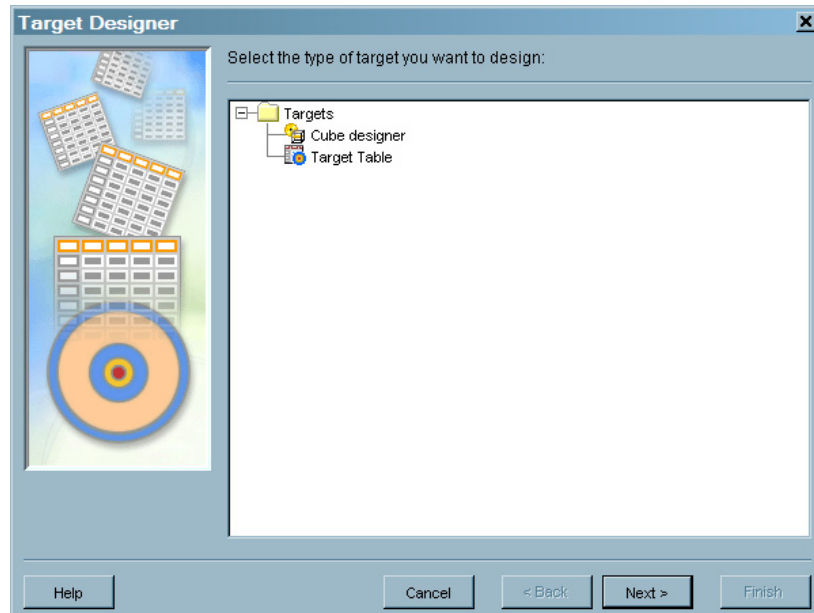 Target Designer
Select the type of target you want to design:
Targets
Cube designer
Target Table
Help
Cancel
< Back
Next >
Finish